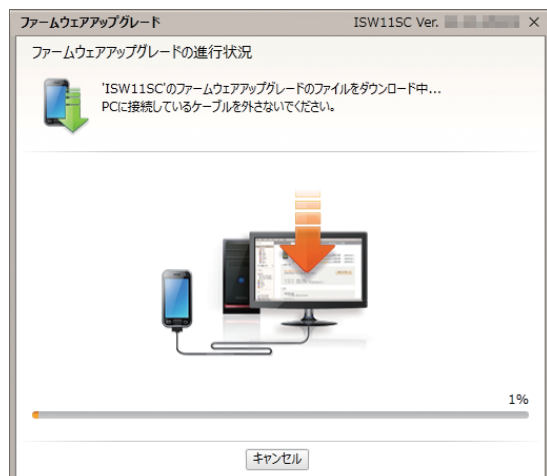 ファームウェアアップグレード ISW11SC Ver. ×
ファームウェアアップグレードの進行状況
'ISW11SC'のファームウェアアップグレードのファイルをダウンロード中...
PCに接続しているケーブルを外さないでください。
1%
キャンセル